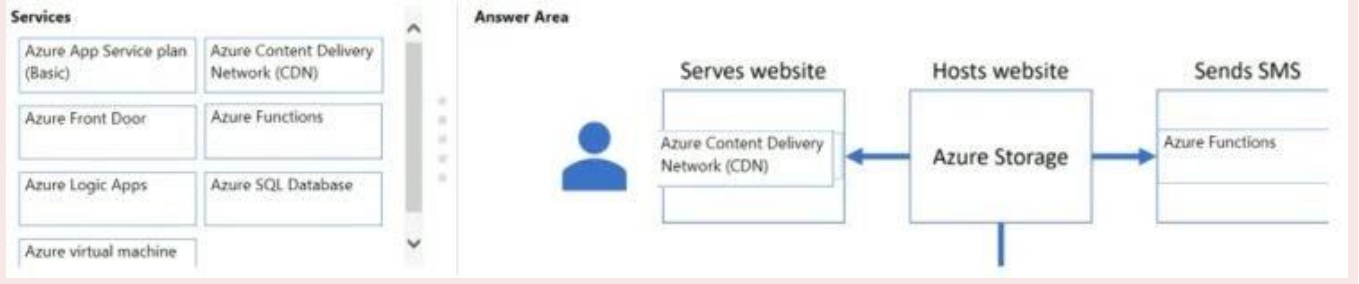 Services
Azure App Service plan
(Basic)
Azure Content Delivery
Network (CDN)
Azure Front Door
Azure Functions
Azure Logic Apps
Azure SQL Database
Azure virtual machine
Answer Area
Serves website
Hosts website
Sends SMS
Azure Content Delivery
Network (CDN)
Azure Storage
Azure Functions